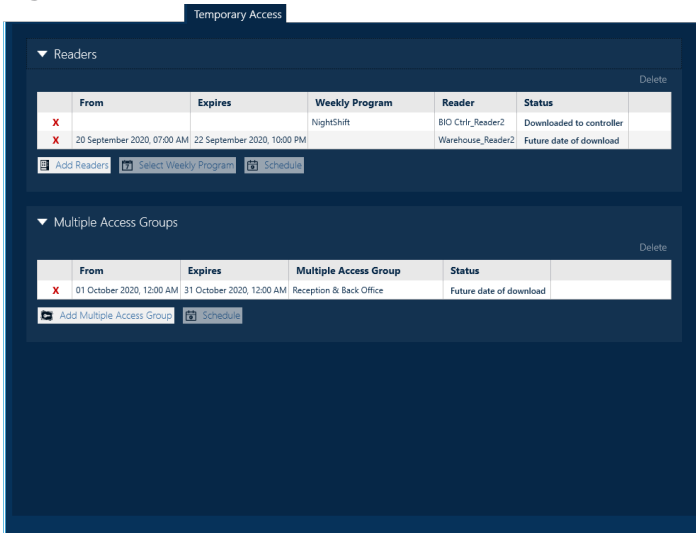 Temporary Access
Readers
Delete
From Expires Weekly Program Reader Status
X NightShift BIO Ctrlr_Reader2 Downloaded to controller
X 20 September 2020, 07:00 AM 22 September 2020, 10:00 PM Warehouse_Reader2 Future date of download
Add Readers 7 Select Weekly Program Schedule
Multiple Access Groups
Delete
From Expires Multiple Access Group Status
X 01 October 2020, 12:00 AM 31 October 2020, 12:00 AM Reception & Back Office Future date of download
Add Multiple Access Group Schedule